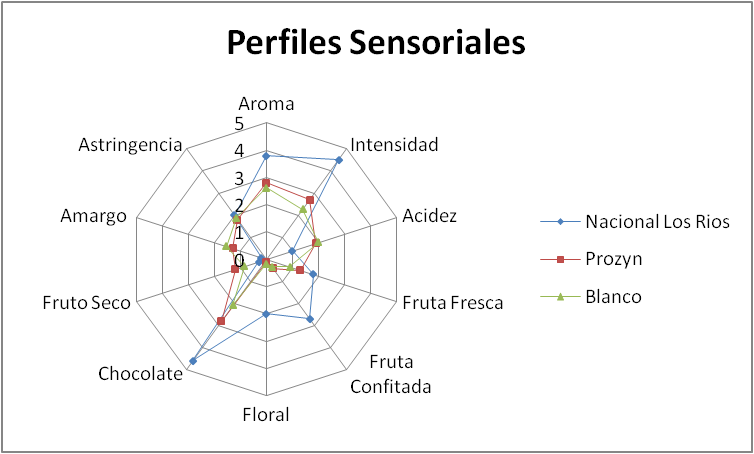 Perfiles Sensoriales
Aroma
Intensidad
Acidez
Fruta Fresca
Fruta
Confitada
Floral
Chocolate
Fruto Seco
Amargo
Astringencia
5
4
3
2
1
0
Nacional Los Rios
Prozyn
Blanco